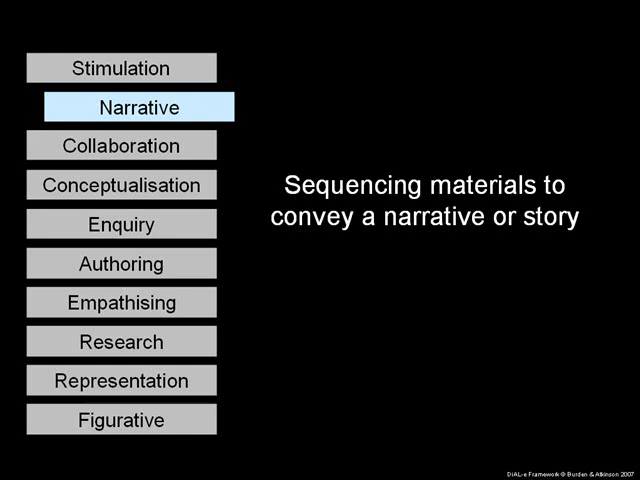 Stimulation
Narrative
Collaboration
Conceptualisation
Enquiry
Authoring
Empathising
Research
Representation
Figurative
Sequencing materials to
convey a narrative or story
DiAL-e Framework © Burden & Atkinson 2007